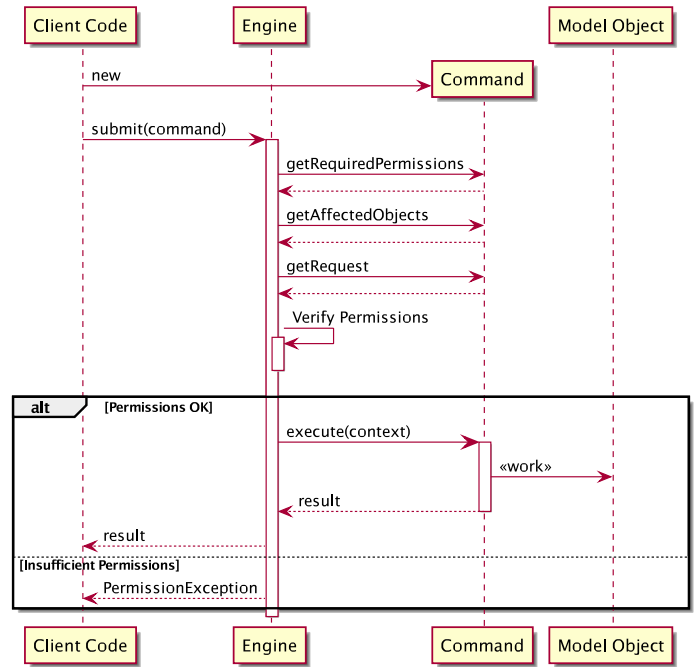 Client Code
Engine
Model Object
new
Command
submit(command)
getRequiredPermissions
getAffectedObjects
getRequest
Verify Permissions
alt
[Permissions OK]
execute(context)
«work»
result
result
[Insufficient Permissions]
PermissionException
Client Code
Engine
Command
Model Object